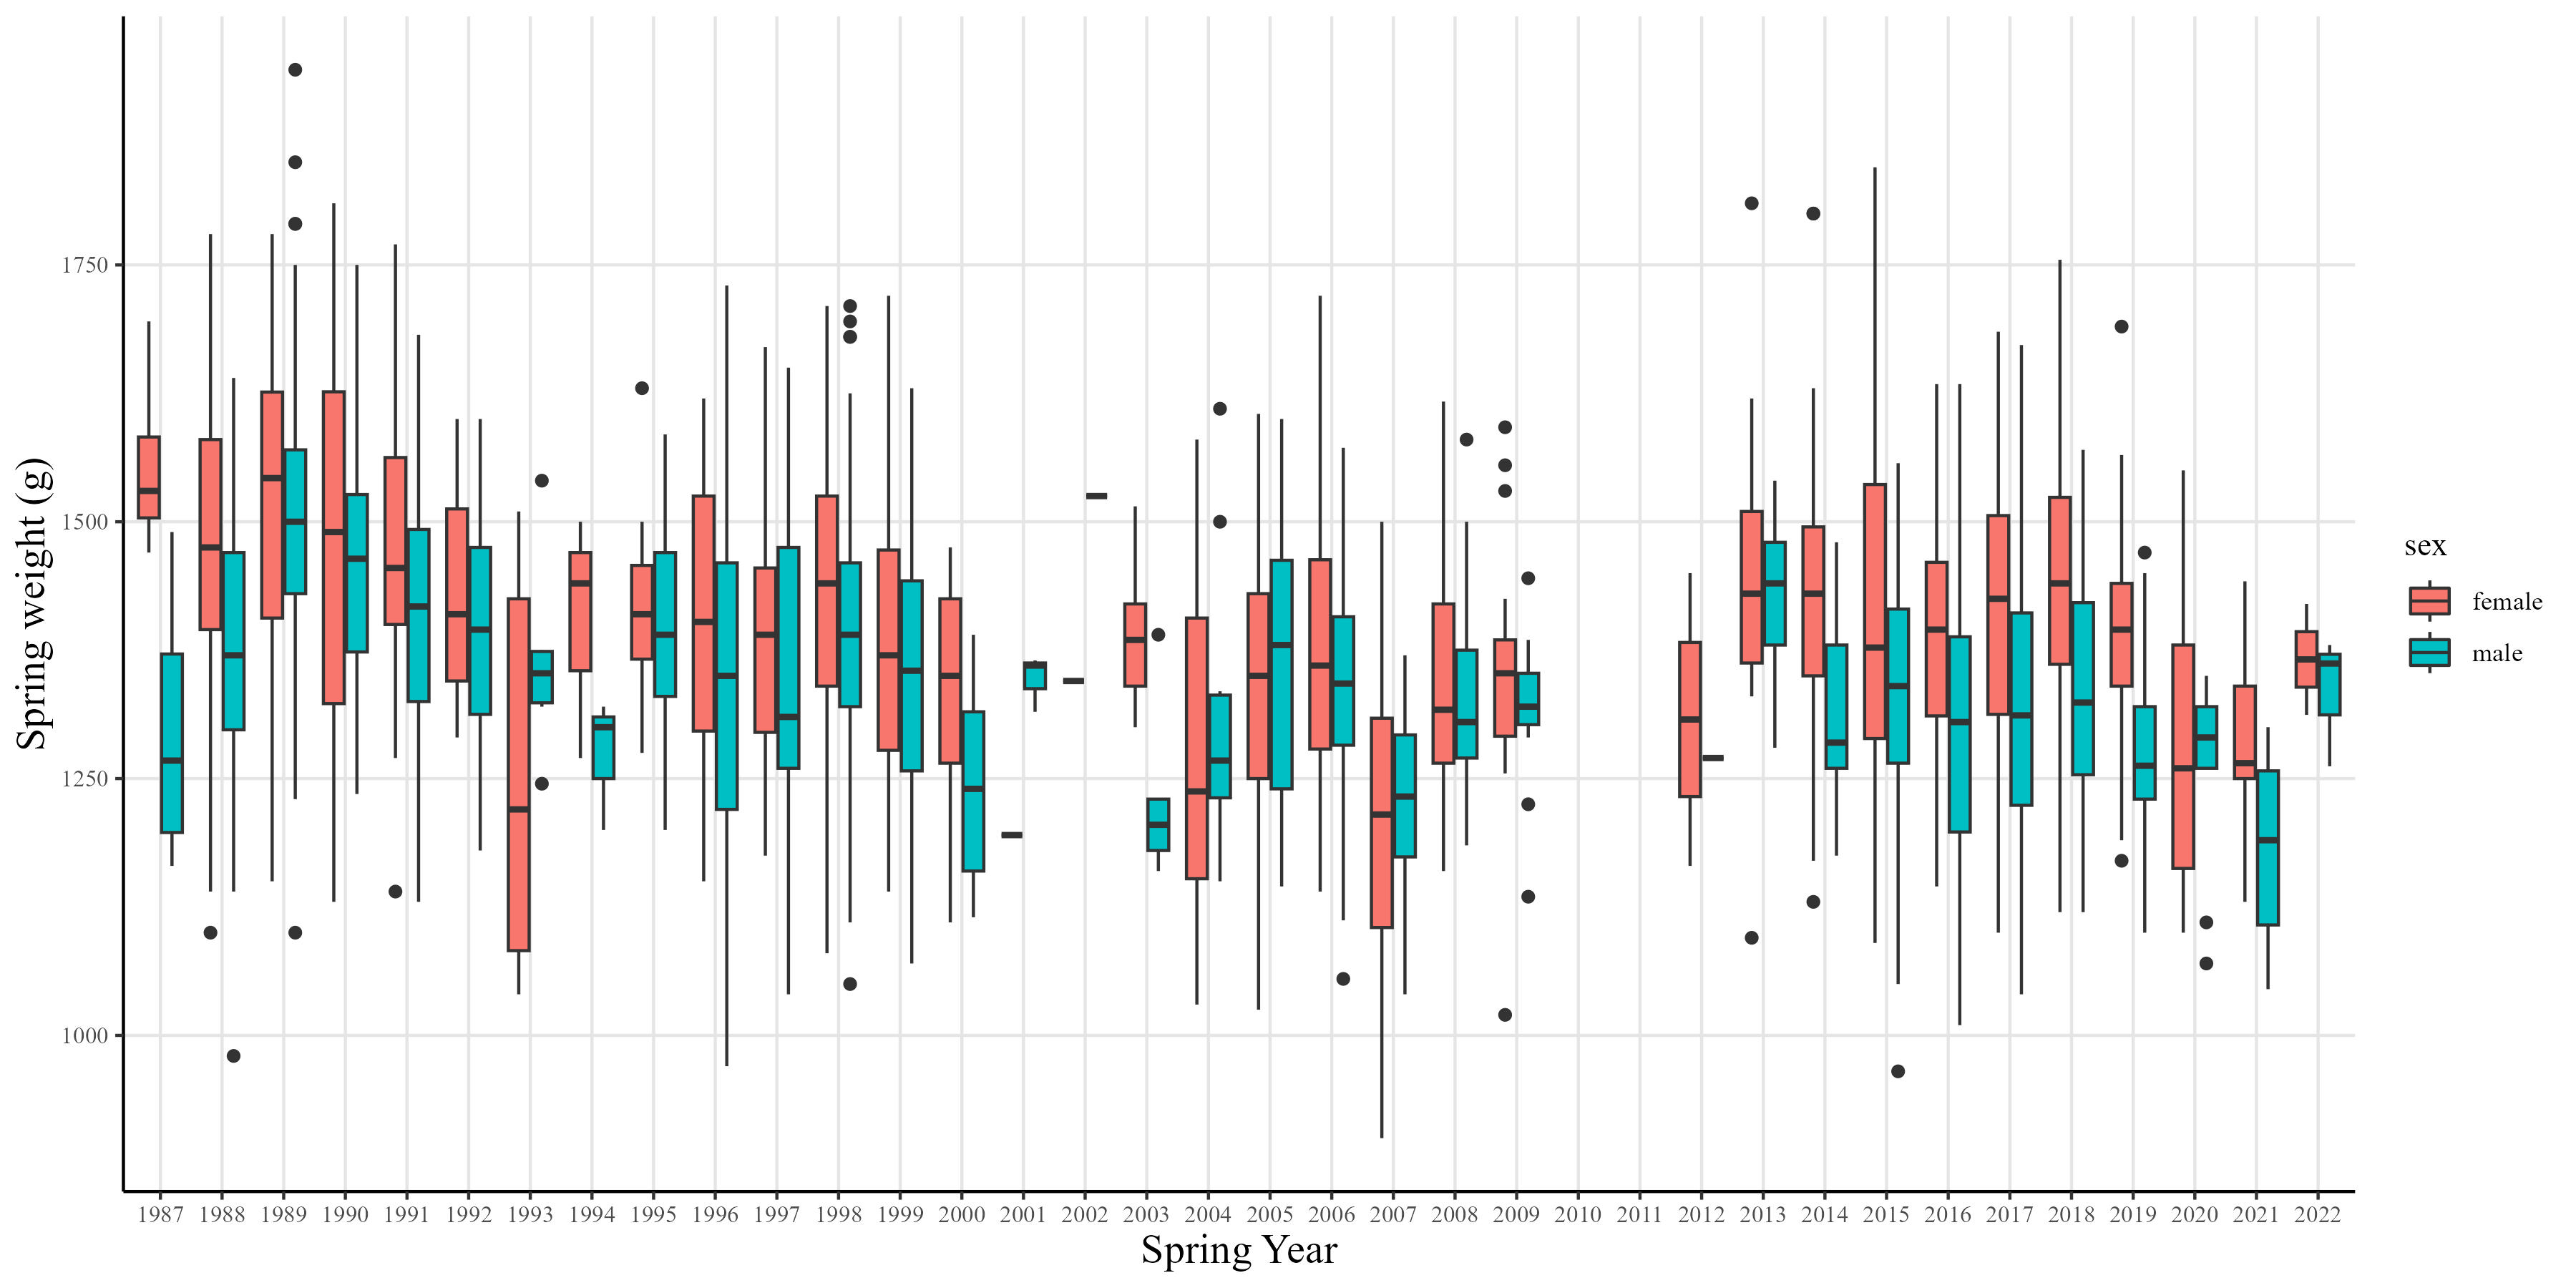 1750
1500
1250
1000
Spring weight (g)
1987 1988 1989 1990 1991 1992 1993 1994 1995 1996 1997 1998 1999 2000 2001 2002 2003 2004 2005 2006 2007 2008 2009 2010 2011 2012 2013 2014 2015 2016 2017 2018 2019 2020 2021 2022
Spring Year
sex
female
male